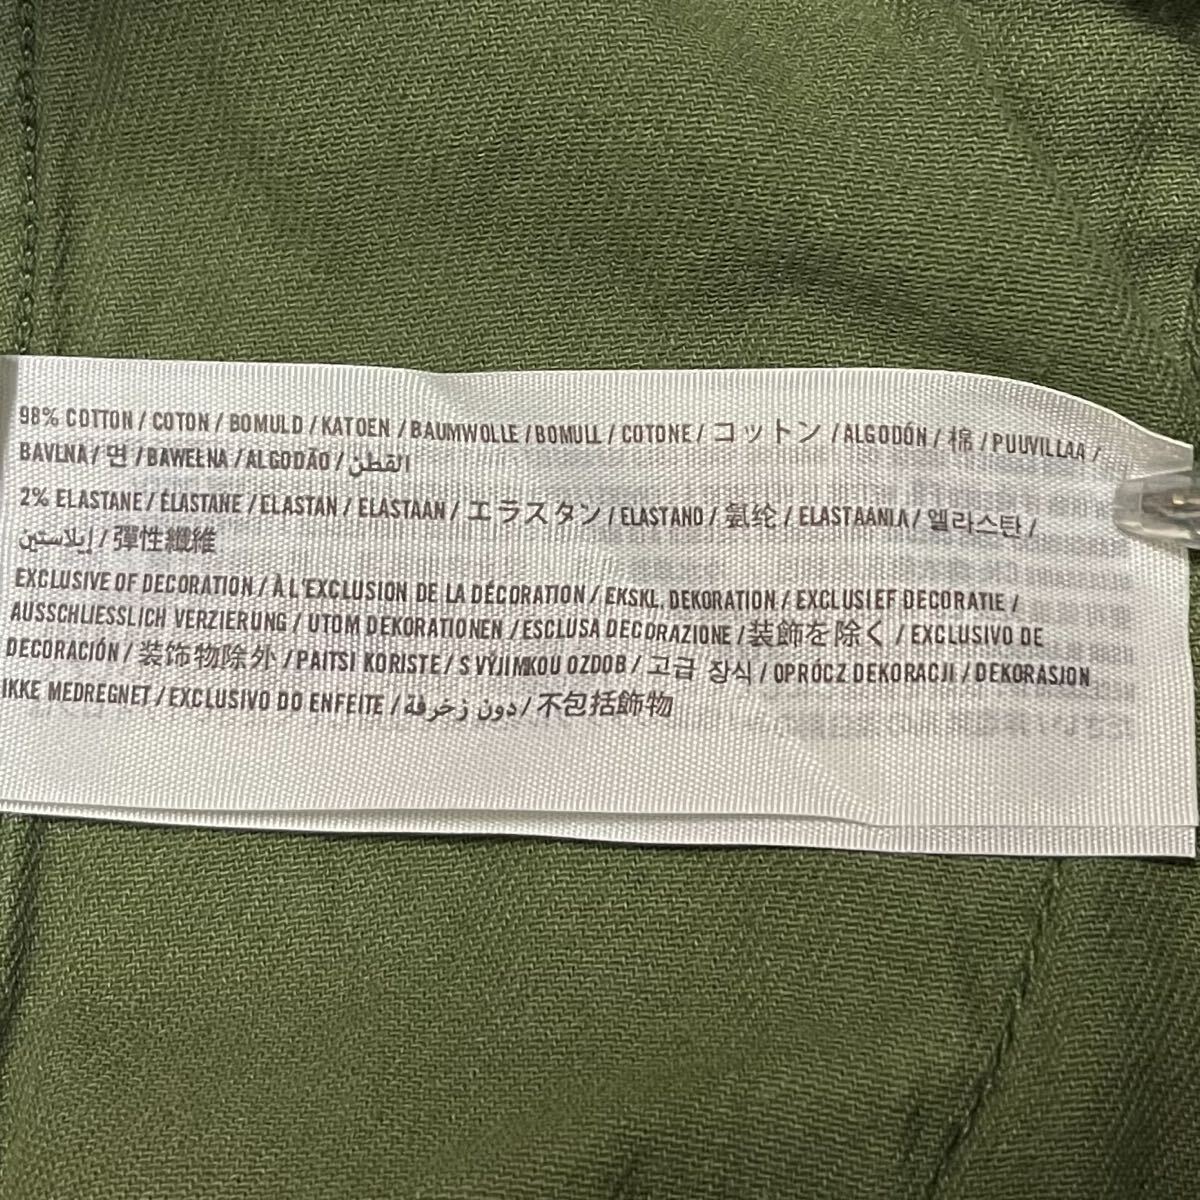 98% COTTON / COTON / BOMULD / KATOEN / BAUMWOLLE / BOMULL / COTONE / コットン / ALGODÓN / 棉 / PUUVILLAA /
BAVLNA / 면 / BAWEŁNA / ALGODÃO / القطن
2% ELASTANE / ÉLASTANE / ELASTAN / ELASTAAN / エラスタン / ELASTANO / 氨纶 / ELASTAANIA / 엘라스탄 /
إيلاستين / 彈性纖維
EXCLUSIVE OF DECORATION / À L'EXCLUSION DE LA DÉCORATION / EKSKL. DEKORATION / EXCLUSIEF DECORATIE /
AUSSCHLIESSLICH VERZIERUNG / UTOM DEKORATIONEN / ESCLUSA DECORAZIONE / 装飾を除く / EXCLUSIVO DE
DECORACIÓN / 装饰物除外 / PAITSI KORISTE / S VÝJIMKOU OZDOB / 고급 장식 / OPRÓCZ DEKORACJI / DEKORASJON
IKKE MEDREGNET / EXCLUSIVO DO ENFEITE / دون زخرفة / 不包括飾物